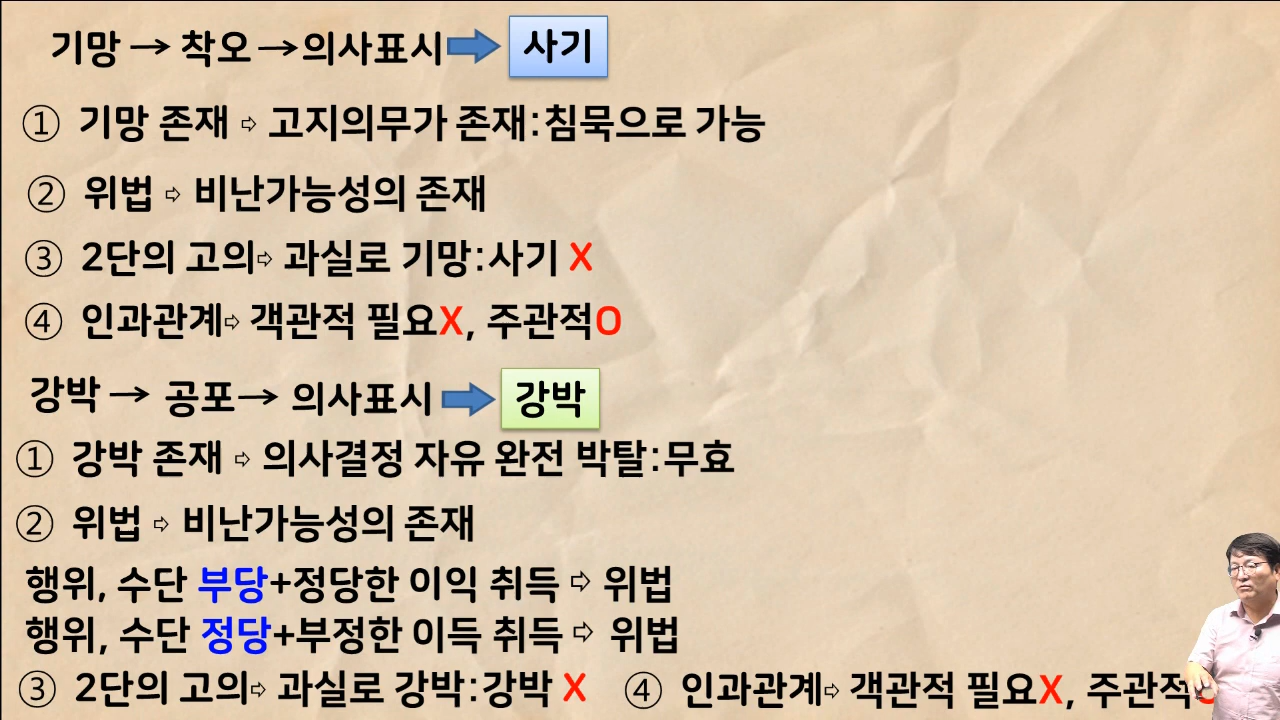 기망 → 착오 →의사표시 ➡ 사기
① 기망 존재 ⇨ 고지의무가 존재:침묵으로 가능
② 위법 ⇨ 비난가능성의 존재
③ 2단의 고의⇨ 과실로 기망:사기 X
④ 인과관계⇨ 객관적 필요X, 주관적O
강박 → 공포→ 의사표시 ➡ 강박
① 강박 존재 ⇨ 의사결정 자유 완전 박탈:무효
② 위법 ⇨ 비난가능성의 존재
행위, 수단 부당+정당한 이익 취득 ⇨ 위법
행위, 수단 정당+부정한 이득 취득 ⇨ 위법
③ 2단의 고의⇨ 과실로 강박:강박 X ④ 인과관계⇨ 객관적 필요X, 주관적